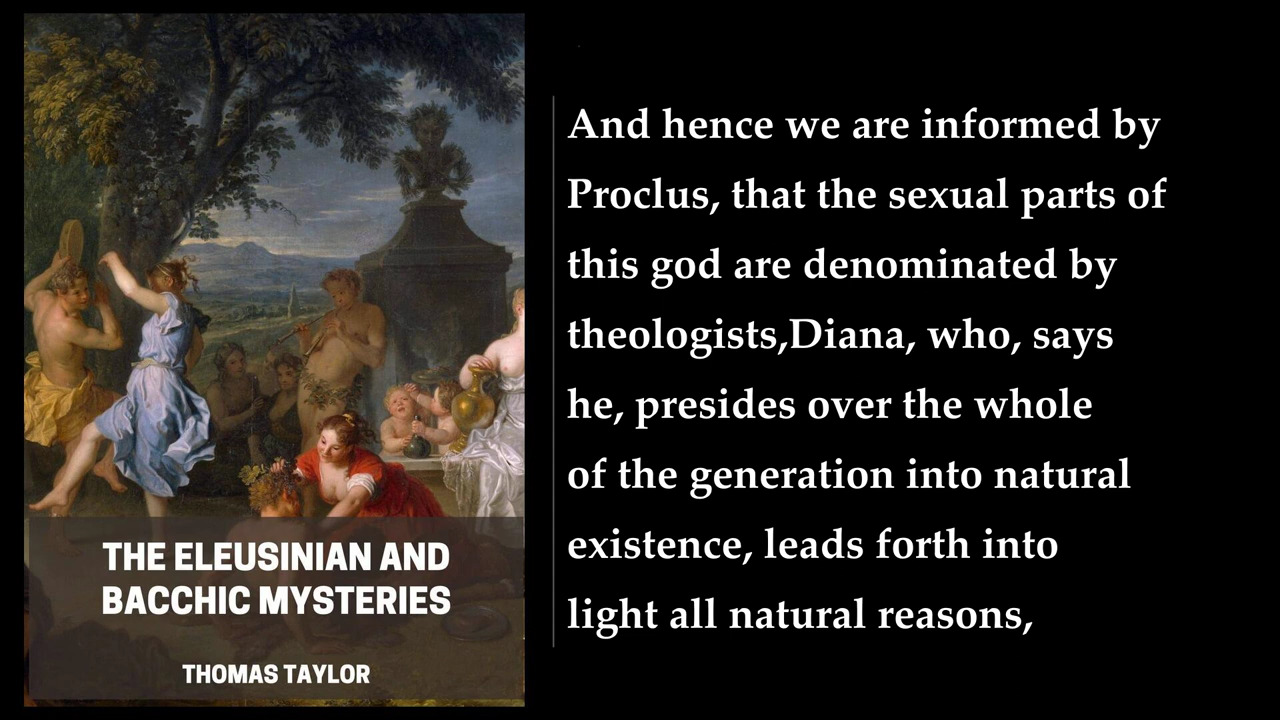 THE ELEUSINIAN AND
BACCHIC MYSTERIES
THOMAS TAYLOR
And hence we are informed by
Proclus, that the sexual parts of
this god are denominated by
theologists,Diana, who, says
he, presides over the whole
of the generation into natural
existence, leads forth into
light all natural reasons,